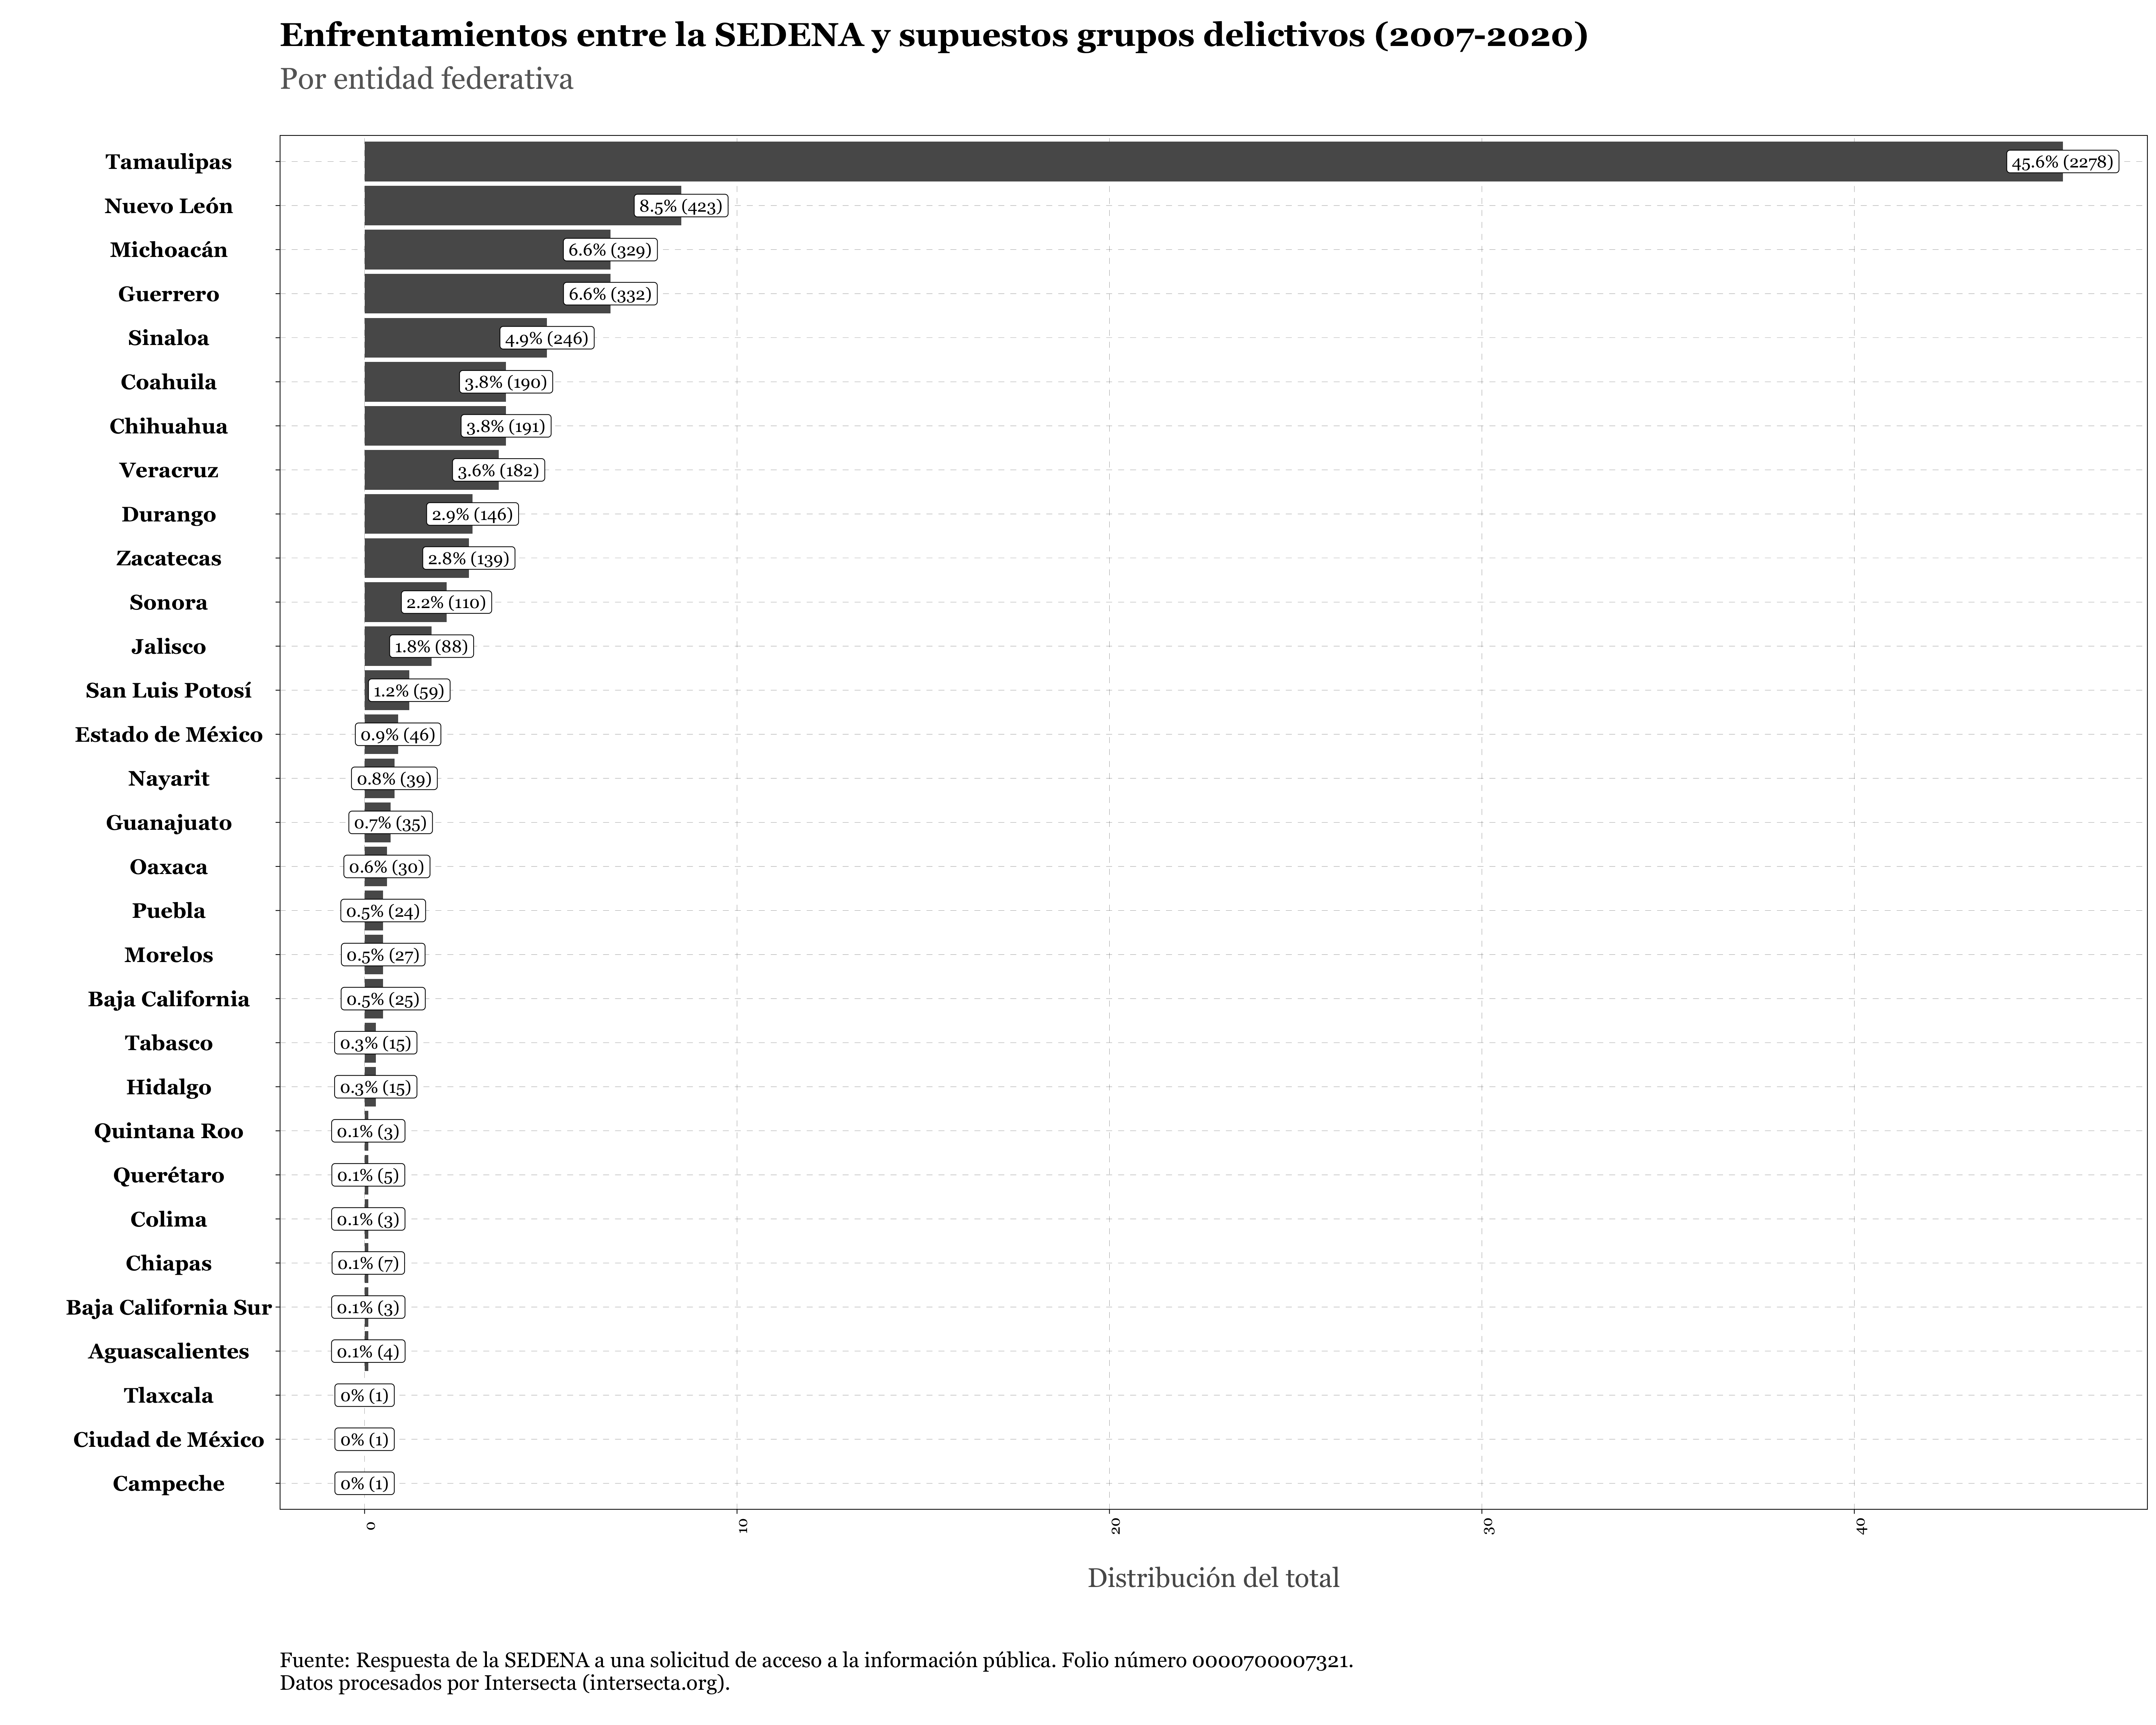 Enfrentamientos entre la SEDENA y supuestos grupos delictivos (2007-2020)
Por entidad federativa
Tamaulipas 45.6% (2278)
Nuevo León 8.5% (423)
Michoacán 6.6% (329)
Guerrero 6.6% (332)
Sinaloa 4.9% (246)
Coahuila 3.8% (190)
Chihuahua 3.8% (191)
Veracruz 3.6% (182)
Durango 2.9% (146)
Zacatecas 2.8% (139)
Sonora 2.2% (110)
Jalisco 1.8% (88)
San Luis Potosí 1.2% (59)
Estado de México 0.9% (46)
Nayarit 0.8% (39)
Guanajuato 0.7% (35)
Oaxaca 0.6% (30)
Puebla 0.5% (24)
Morelos 0.5% (27)
Baja California 0.5% (25)
Tabasco 0.3% (15)
Hidalgo 0.3% (15)
Quintana Roo 0.1% (3)
Querétaro 0.1% (5)
Colima 0.1% (3)
Chiapas 0.1% (7)
Baja California Sur 0.1% (3)
Aguascalientes 0.1% (4)
Tlaxcala 0% (1)
Ciudad de México 0% (1)
Campeche 0% (1)
0 10 20 30 40
Distribución del total
Fuente: Respuesta de la SEDENA a una solicitud de acceso a la información pública. Folio número 0000700007321.
Datos procesados por Intersecta (intersecta.org).